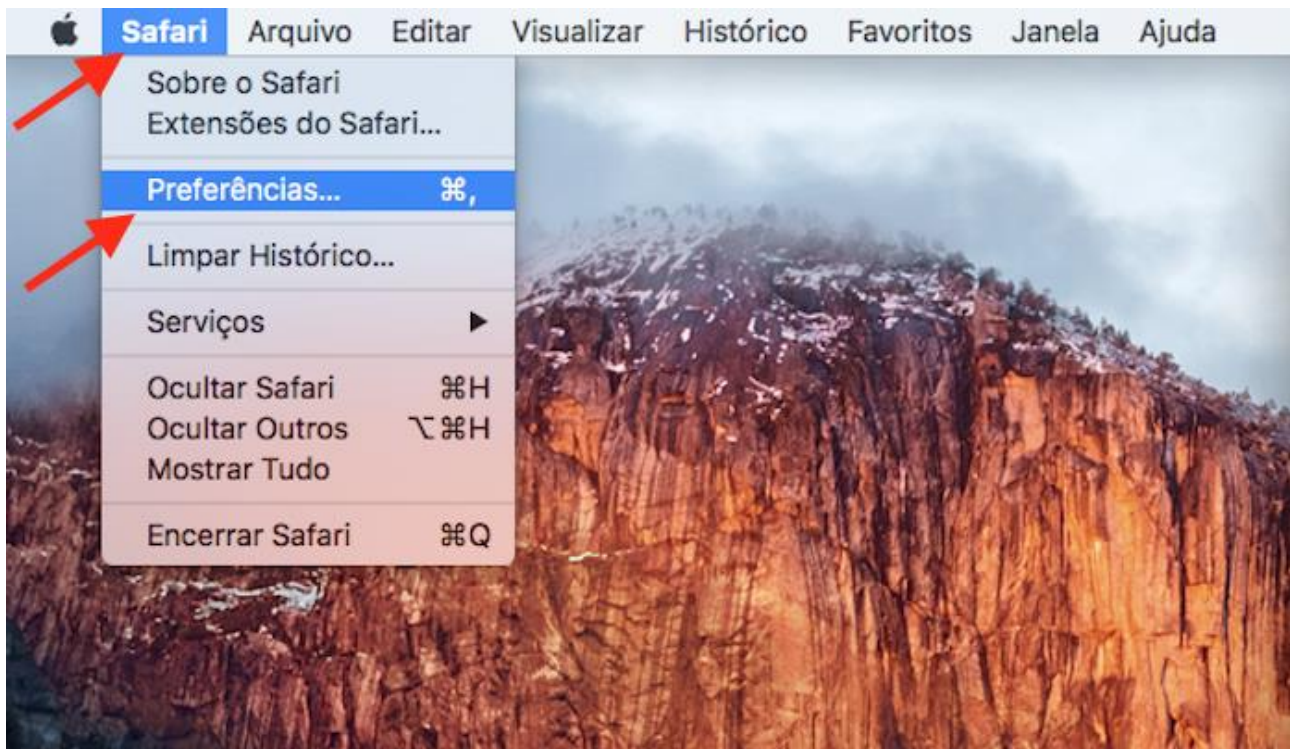 Safari Arquivo Editar Visualizar Histórico Favoritos Janela Ajuda
Sobre o Safari
Extensões do Safari...
Preferências... ⌘,
Limpar Histórico...
Serviços ▶
Ocultar Safari ⌘H
Ocultar Outros ⌥⌘H
Mostrar Tudo
Encerrar Safari ⌘Q